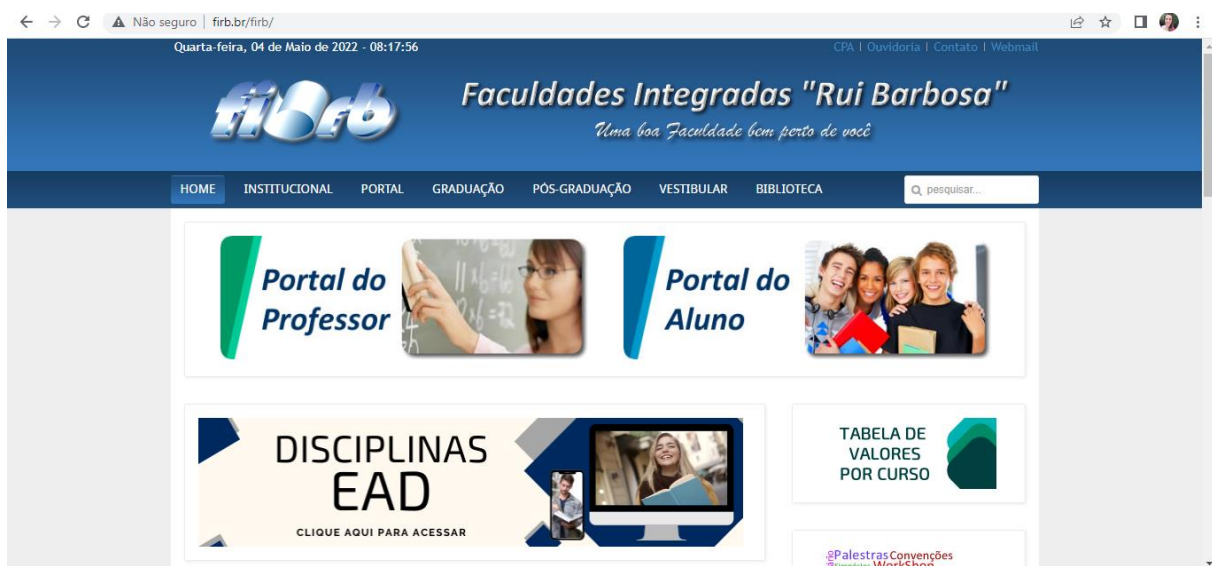 Não seguro | firb.br/firb/
Quarta-feira, 04 de Maio de 2022 - 08:17:56
CPA | Ouvidoria | Contato | Webmail
firb
Faculdades Integradas "Rui Barbosa"
Uma boa Faculdade bem perto de você
HOME INSTITUCIONAL PORTAL GRADUAÇÃO PÓS-GRADUAÇÃO VESTIBULAR BIBLIOTECA pesquisar...
Portal do
Professor
Portal do
Aluno
DISCIPLINAS
EAD
CLIQUE AQUI PARA ACESSAR
TABELA DE
VALORES
POR CURSO
Palestras Convenções
WorkShop